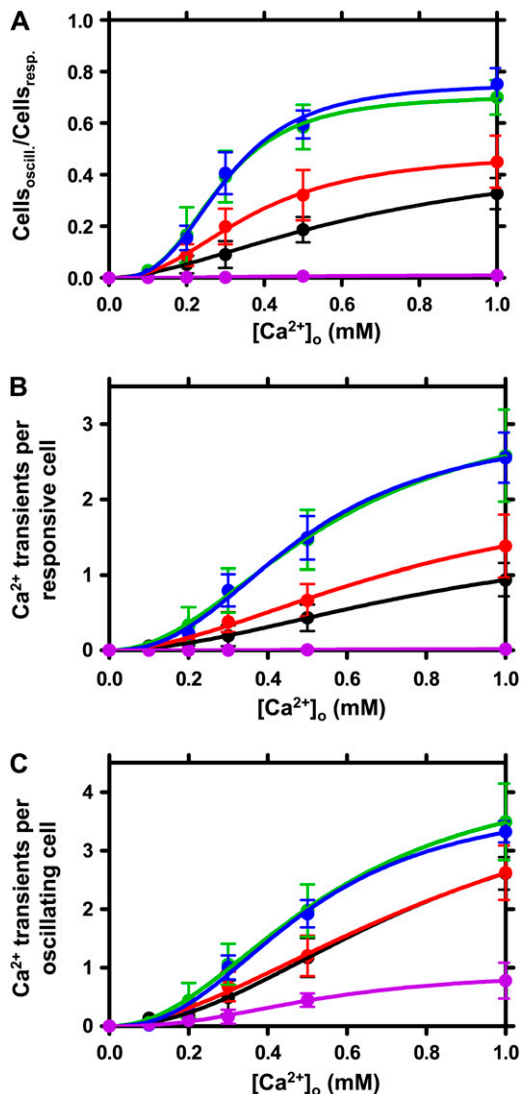 A
1.0
0.8
0.6
0.4
0.2
0.0
Cells_oscill./Cells_resp.
0.0 0.2 0.4 0.6 0.8 1.0
[Ca²⁺]ₒ (mM)
B
3
2
1
0
Ca²⁺ transients per
responsive cell
0.0 0.2 0.4 0.6 0.8 1.0
[Ca²⁺]ₒ (mM)
C
4
3
2
1
0
Ca²⁺ transients per
oscillating cell
0.0 0.2 0.4 0.6 0.8 1.0
[Ca²⁺]ₒ (mM)